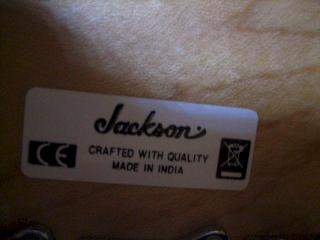 Jackson
CE
CRAFTED WITH QUALITY
MADE IN INDIA